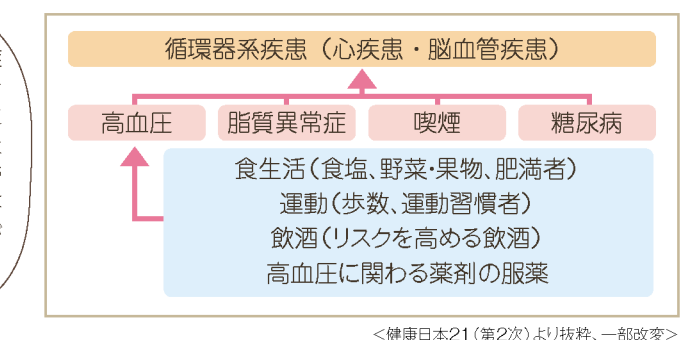 循環器系疾患（心疾患・脳血管疾患）
高血圧
脂質異常症
喫煙
糖尿病
食生活（食塩、野菜・果物、肥満者）
運動（歩数、運動習慣者）
飲酒（リスクを高める飲酒）
高血圧に関わる薬剤の服薬
＜健康日本21（第2次）より抜粋、一部改変＞